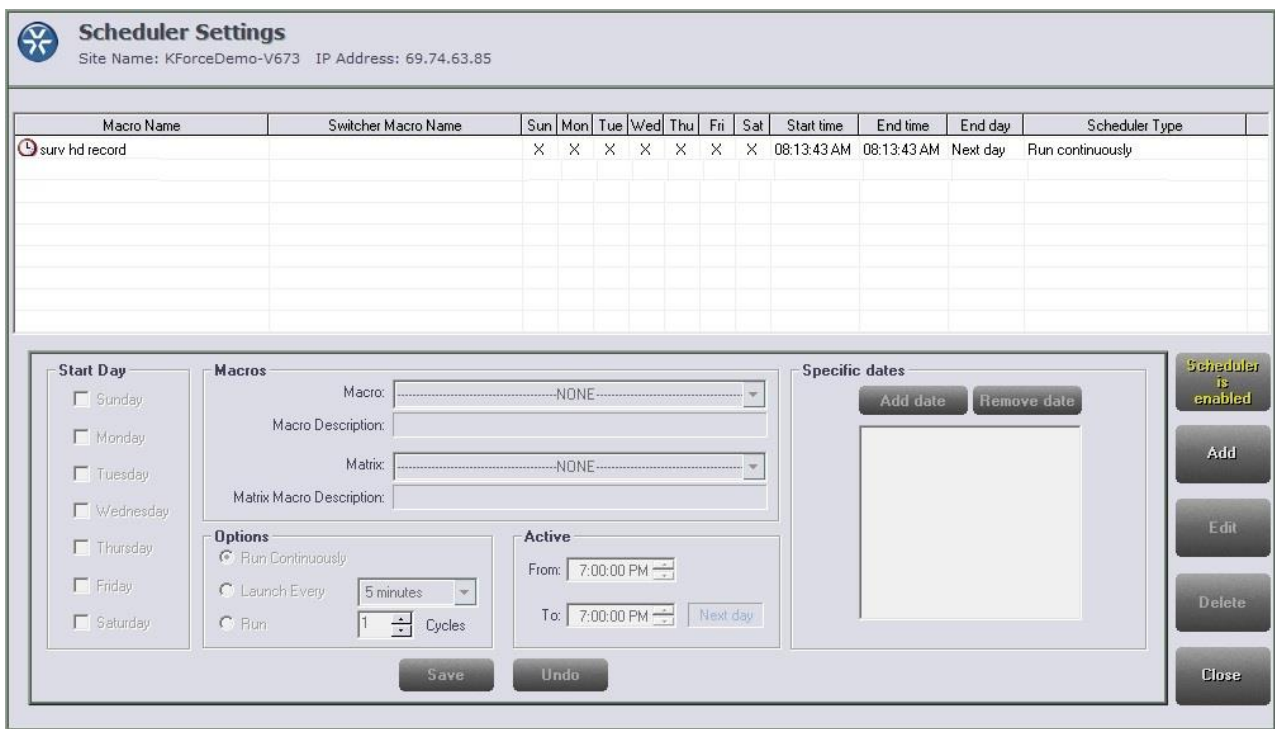 Scheduler Settings
Site Name: KForceDemo-V673 IP Address: 69.74.63.85
Macro Name Switcher Macro Name Sun Mon Tue Wed Thu Fri Sat Start time End time End day Scheduler Type
surv hd record X X X X X X X 08:13:43 AM 08:13:43 AM Next day Run continuously
Start Day
Sunday
Monday
Tuesday
Wednesday
Thursday
Friday
Saturday
Macros
Macro: NONE
Macro Description:
Matrix: NONE
Matrix Macro Description:
Options
Run Continuously
Launch Every 5 minutes
Run 1 Cycles
Active
From: 7:00:00 PM
To: 7:00:00 PM Next day
Specific dates
Add date Remove date
Save Undo
Scheduler
is
enabled
Add
Edit
Delete
Close